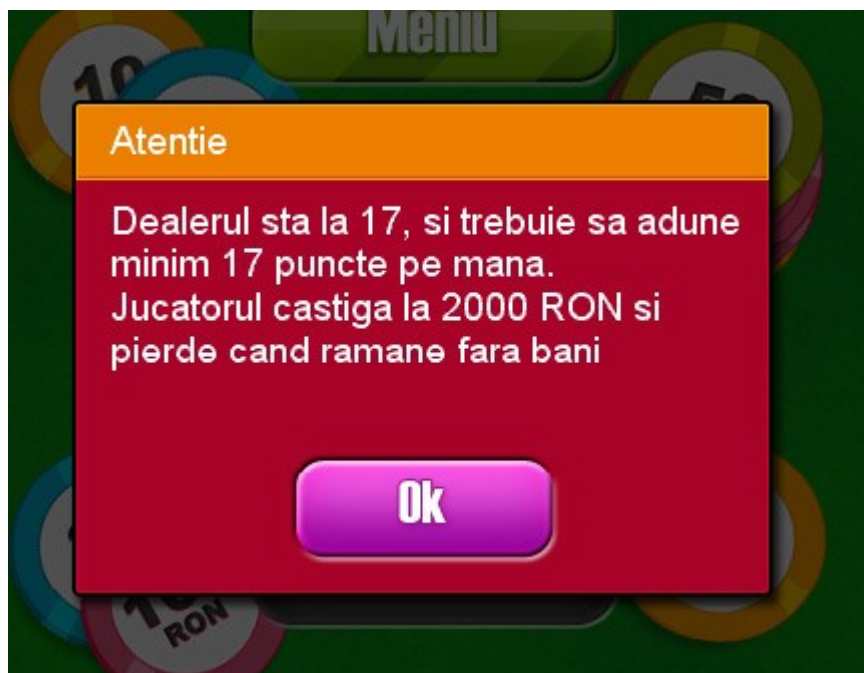 Meniu
10
Atentie
Dealerul sta la 17, si trebuie sa adune
minim 17 puncte pe mana.
Jucatorul castiga la 2000 RON si
pierde cand ramane fara bani
Ok
RON